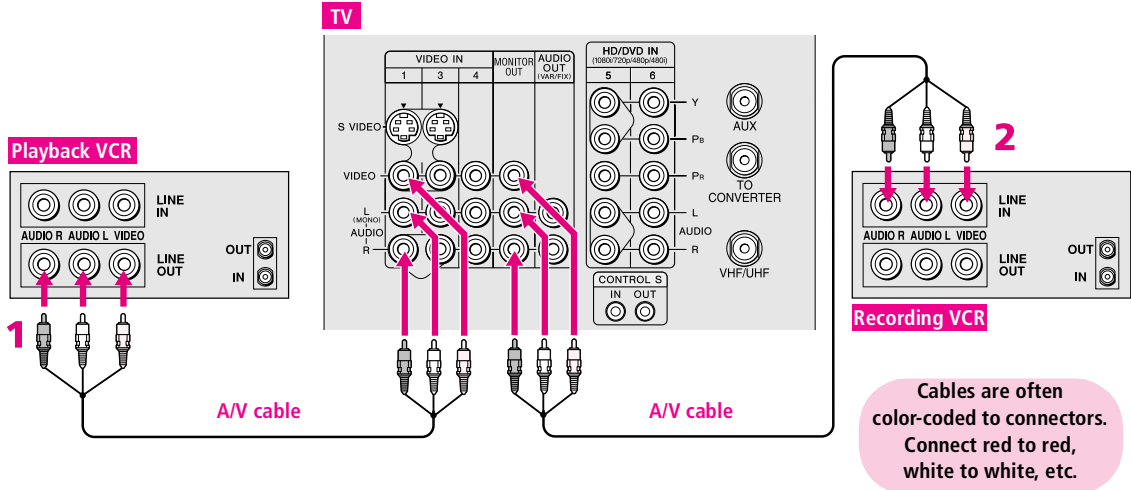 TV
VIDEO IN
1 3 4
MONITOR OUT
AUDIO OUT
(VAR/FIX)
HD/DVD IN
(1080i/720p/480p/480i)
5 6
S VIDEO
VIDEO
L
(MONO)
AUDIO
R
Y
PB
PR
L
AUDIO
R
AUX
TO
CONVERTER
VHF/UHF
CONTROL S
IN OUT
Playback VCR
LINE
IN
AUDIO R AUDIO L VIDEO
LINE
OUT
OUT
IN
1
A/V cable
A/V cable
2
LINE
IN
AUDIO R AUDIO L VIDEO
LINE
OUT
OUT
IN
Recording VCR
Cables are often
color-coded to connectors.
Connect red to red,
white to white, etc.